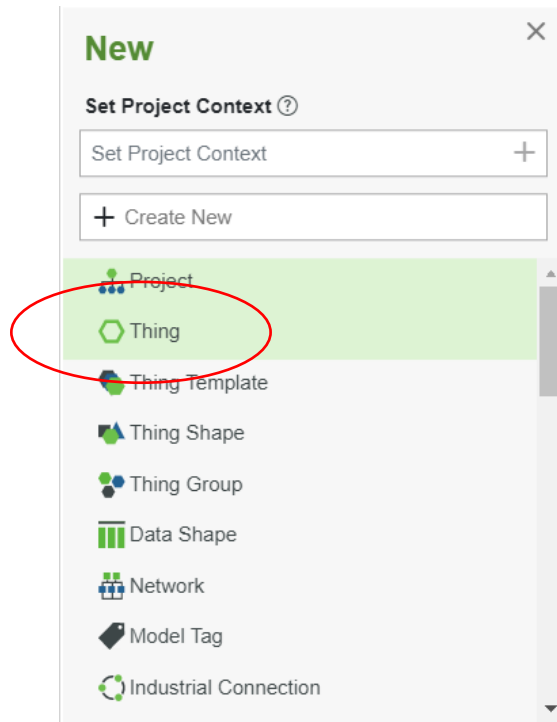 New
Set Project Context
Set Project Context
Create New
Project
Thing
Thing Template
Thing Shape
Thing Group
Data Shape
Network
Model Tag
Industrial Connection